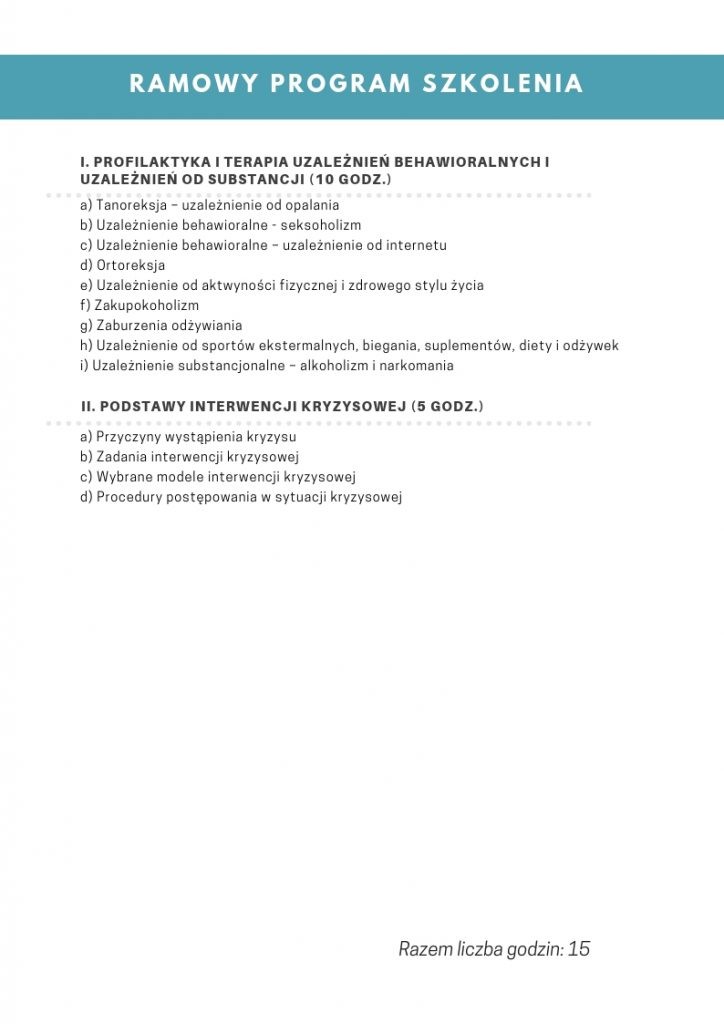 RAMOWY PROGRAM SZKOLENIA
I. PROFILAKTYKA I TERAPIA UZALEŻNIEŃ BEHAWIORALNYCH I
UZALEŻNIEŃ OD SUBSTANCJI (10 GODZ.)
a) Tanoreksja – uzależnienie od opalania
b) Uzależnienie behawioralne - seksoholizm
c) Uzależnienie behawioralne – uzależnienie od internetu
d) Ortoreksja
e) Uzależnienie od aktwyności fizycznej i zdrowego stylu życia
f) Zakupokoholizm
g) Zaburzenia odżywiania
h) Uzależnienie od sportów ekstermalnych, biegania, suplementów, diety i odżywek
i) Uzależnienie substancjonalne – alkoholizm i narkomania
II. PODSTAWY INTERWENCJI KRYZYSOWEJ (5 GODZ.)
a) Przyczyny wystąpienia kryzysu
b) Zadania interwencji kryzysowej
c) Wybrane modele interwencji kryzysowej
d) Procedury postępowania w sytuacji kryzysowej
Razem liczba godzin: 15